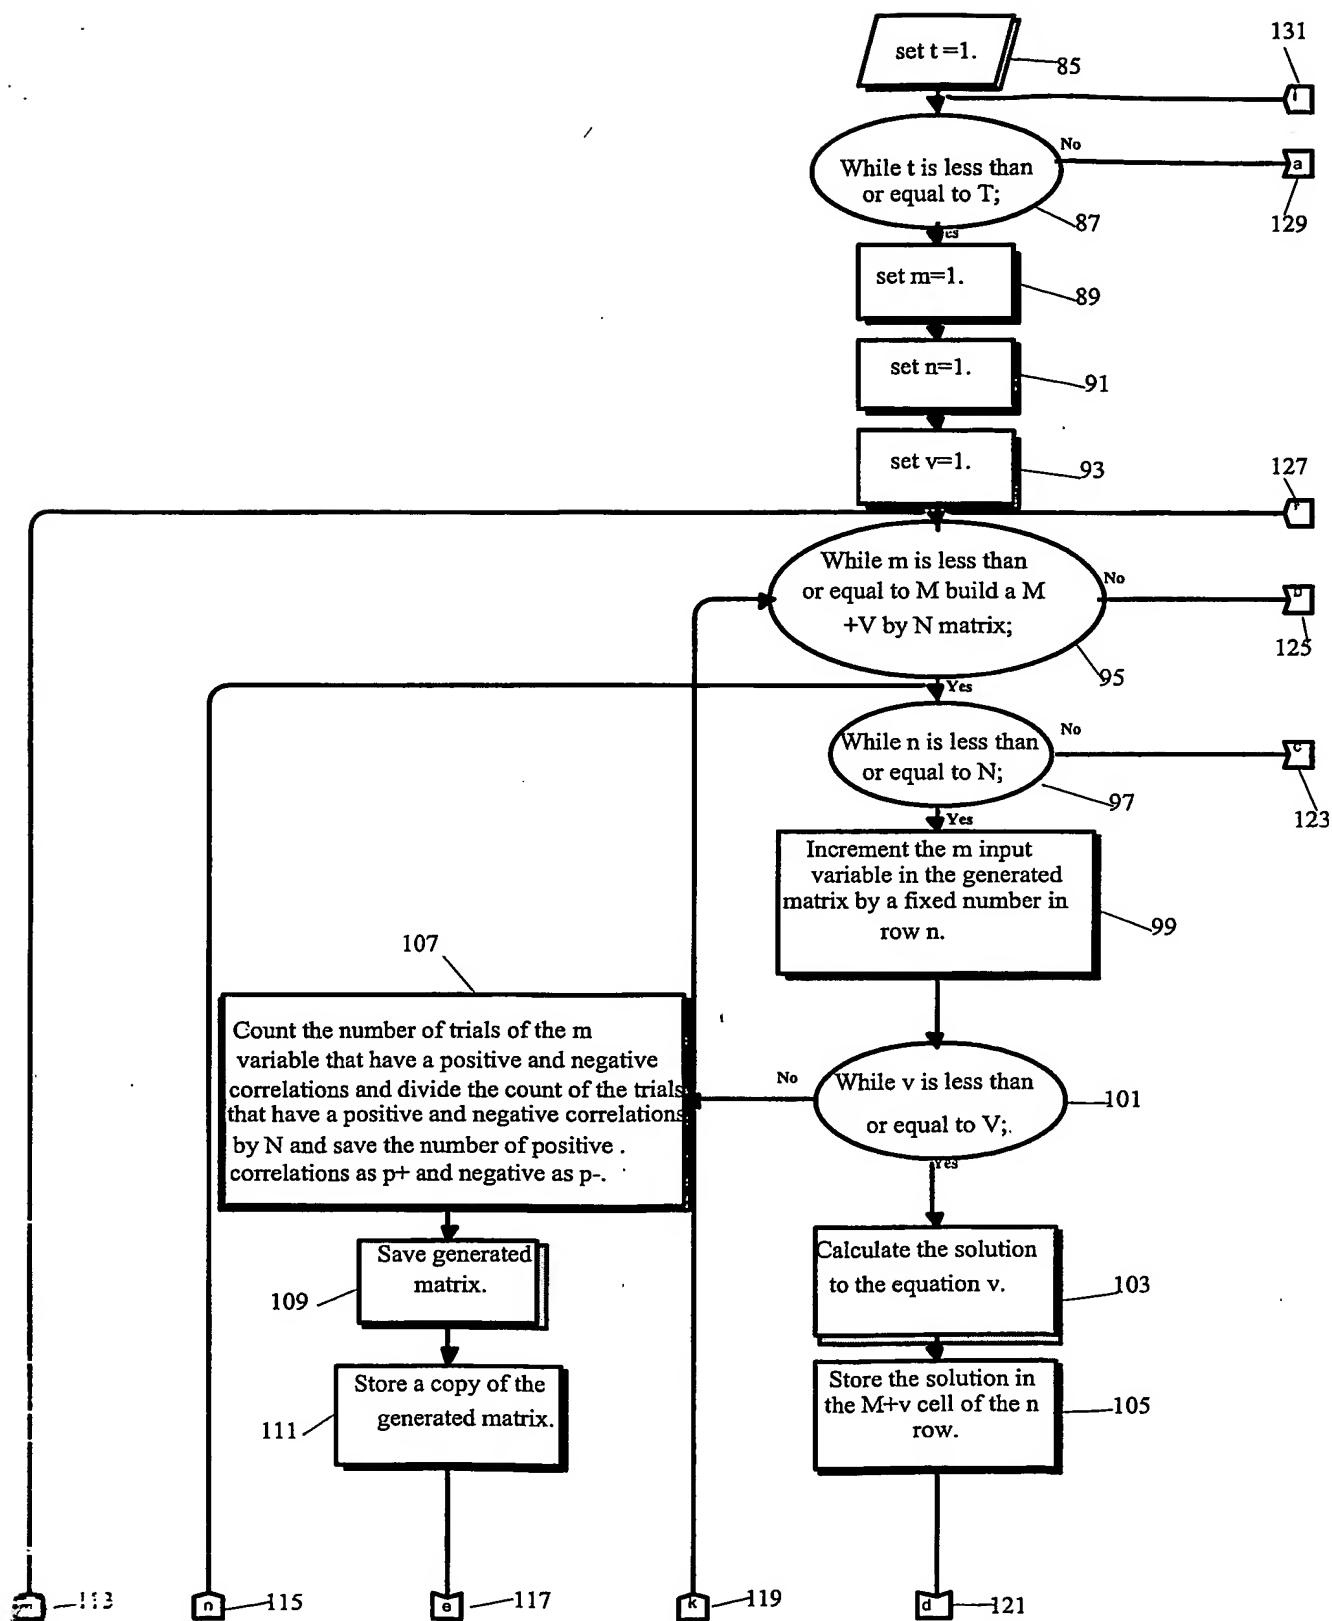 131
set t =1.
85
No
While t is less than
or equal to T;
a
87
129
set m=1.
89
set n=1.
91
set v=1.
93
127
While m is less than
or equal to M build a M
+V by N matrix;
No
125
95
Yes
While n is less than
or equal to N;
No
c
97
123
Yes
Increment the m input
variable in the generated
matrix by a fixed number in
row n.
99
107
Count the number of trials of the m
variable that have a positive and negative
correlations and divide the count of the trials
that have a positive and negative correlations
by N and save the number of positive .
correlations as p+ and negative as p-.
No
While v is less than
or equal to V;.
101
Yes
Save generated
matrix.
109
Calculate the solution
to the equation v.
103
Store a copy of the
generated matrix.
111
Store the solution in
the M+v cell of the n
row.
105
113
n
115
e
117
k
119
d
121